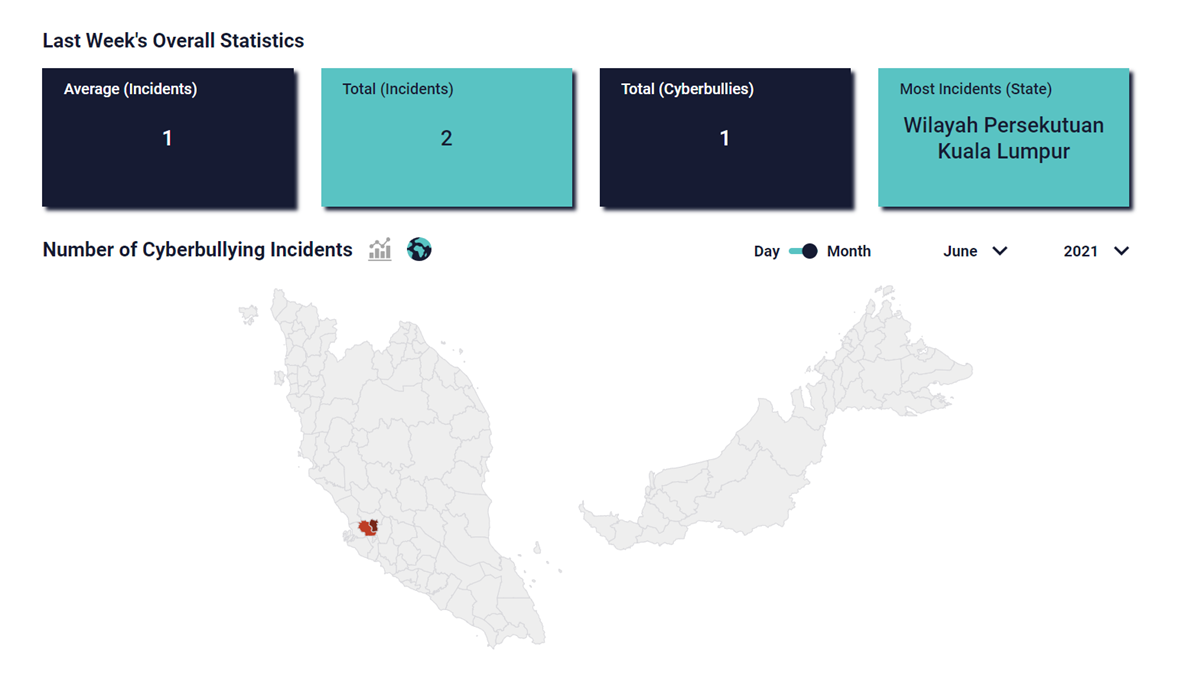 Last Week's Overall Statistics
Average (Incidents)
1
Total (Incidents)
2
Total (Cyberbullies)
1
Most Incidents (State)
Wilayah Persekutuan
Kuala Lumpur
Number of Cyberbullying Incidents
Day Month June 2021